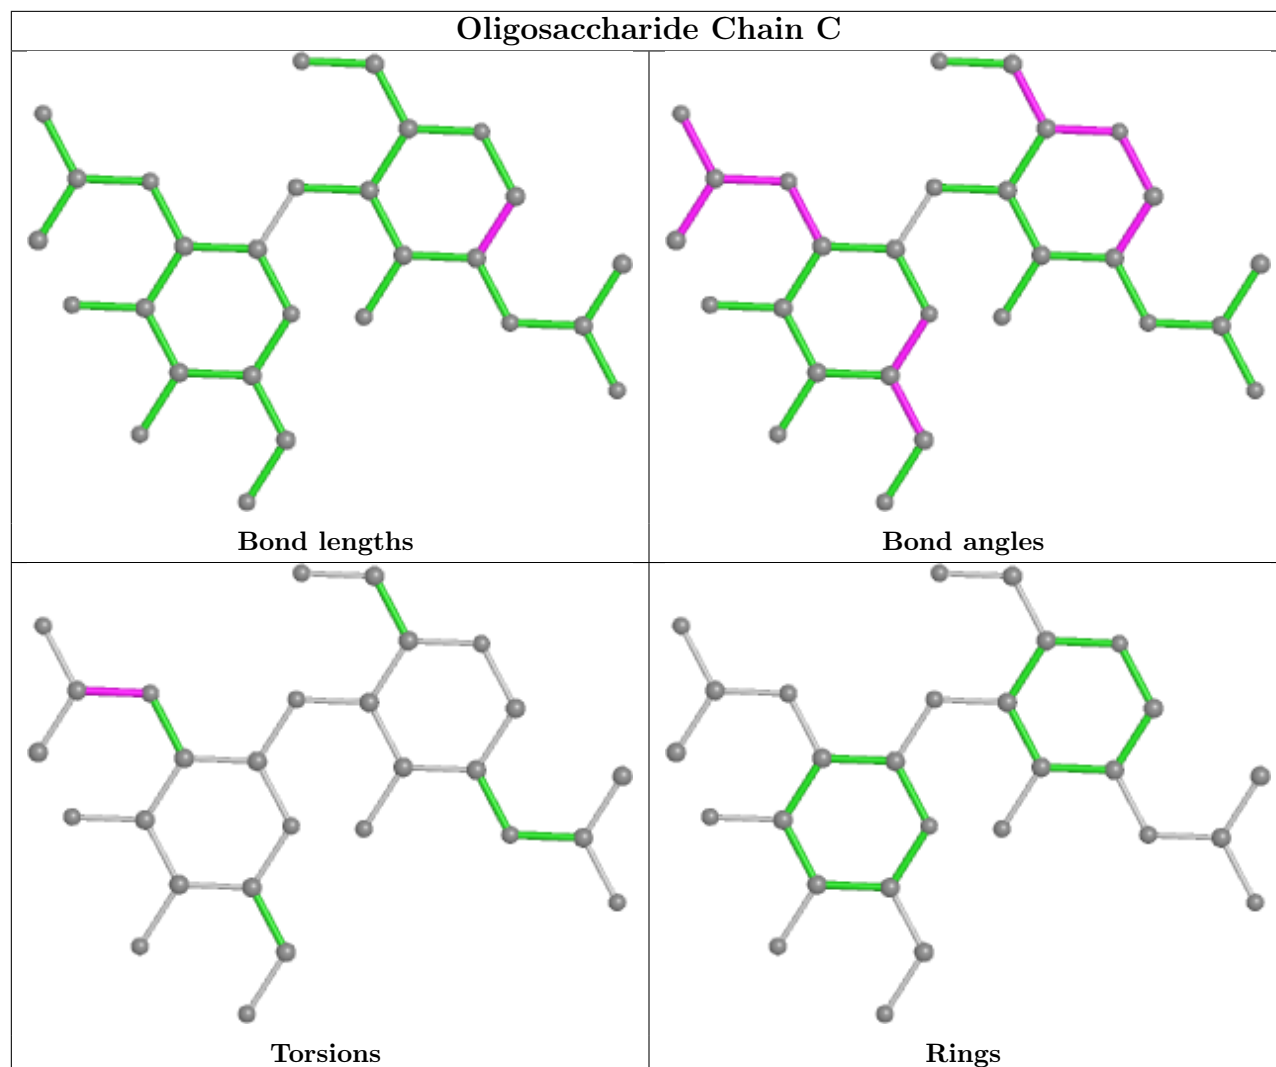 Oligosaccharide Chain C
Bond lengths
Bond angles
Torsions
Rings